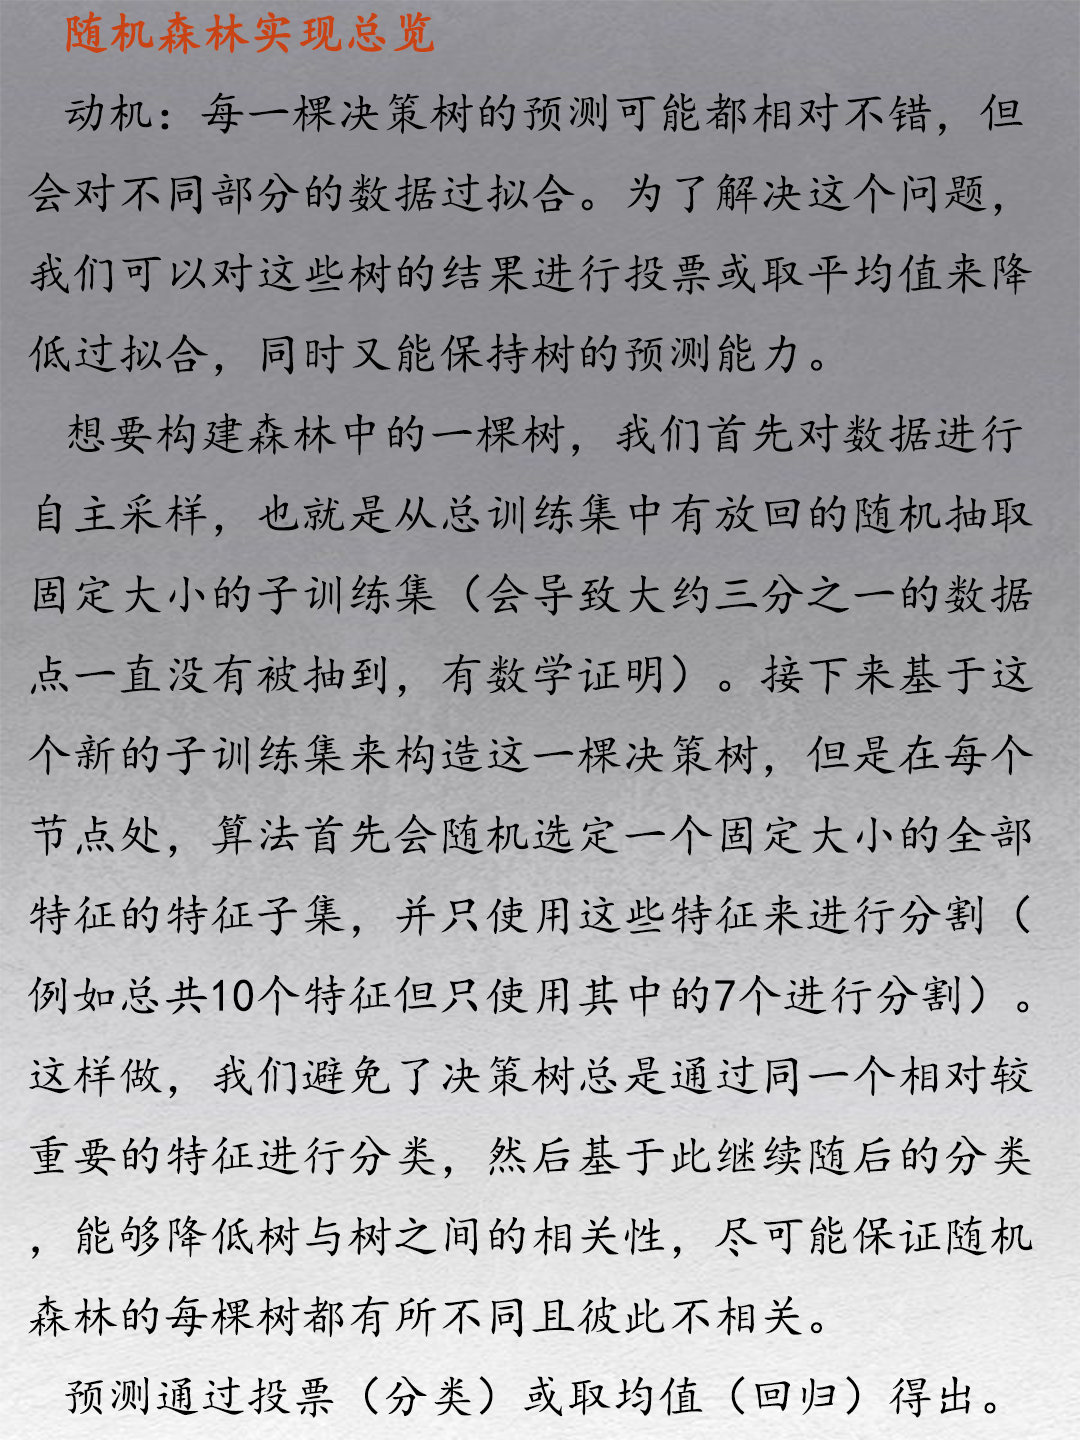 随机森林实现总览
动机：每一棵决策树的预测可能都相对不错，但
会对不同部分的数据过拟合。为了解决这个问题，
我们可以对这些树的结果进行投票或取平均值来降
低过拟合，同时又能保持树的预测能力。
想要构建森林中的一棵树，我们首先对数据进行
自主采样，也就是从总训练集中有放回的随机抽取
固定大小的子训练集（会导致大约三分之一的数据
点一直没有被抽到，有数学证明）。接下来基于这
个新的子训练集来构造这一棵决策树，但是在每个
节点处，算法首先会随机选定一个固定大小的全部
特征的特征子集，并只使用这些特征来进行分割（
例如总共10个特征但只使用其中的7个进行分割）。
这样做，我们避免了决策树总是通过同一个相对较
重要的特征进行分类，然后基于此继续随后的分类
，能够降低树与树之间的相关性，尽可能保证随机
森林的每棵树都有所不同且彼此不相关。
预测通过投票（分类）或取均值（回归）得出。